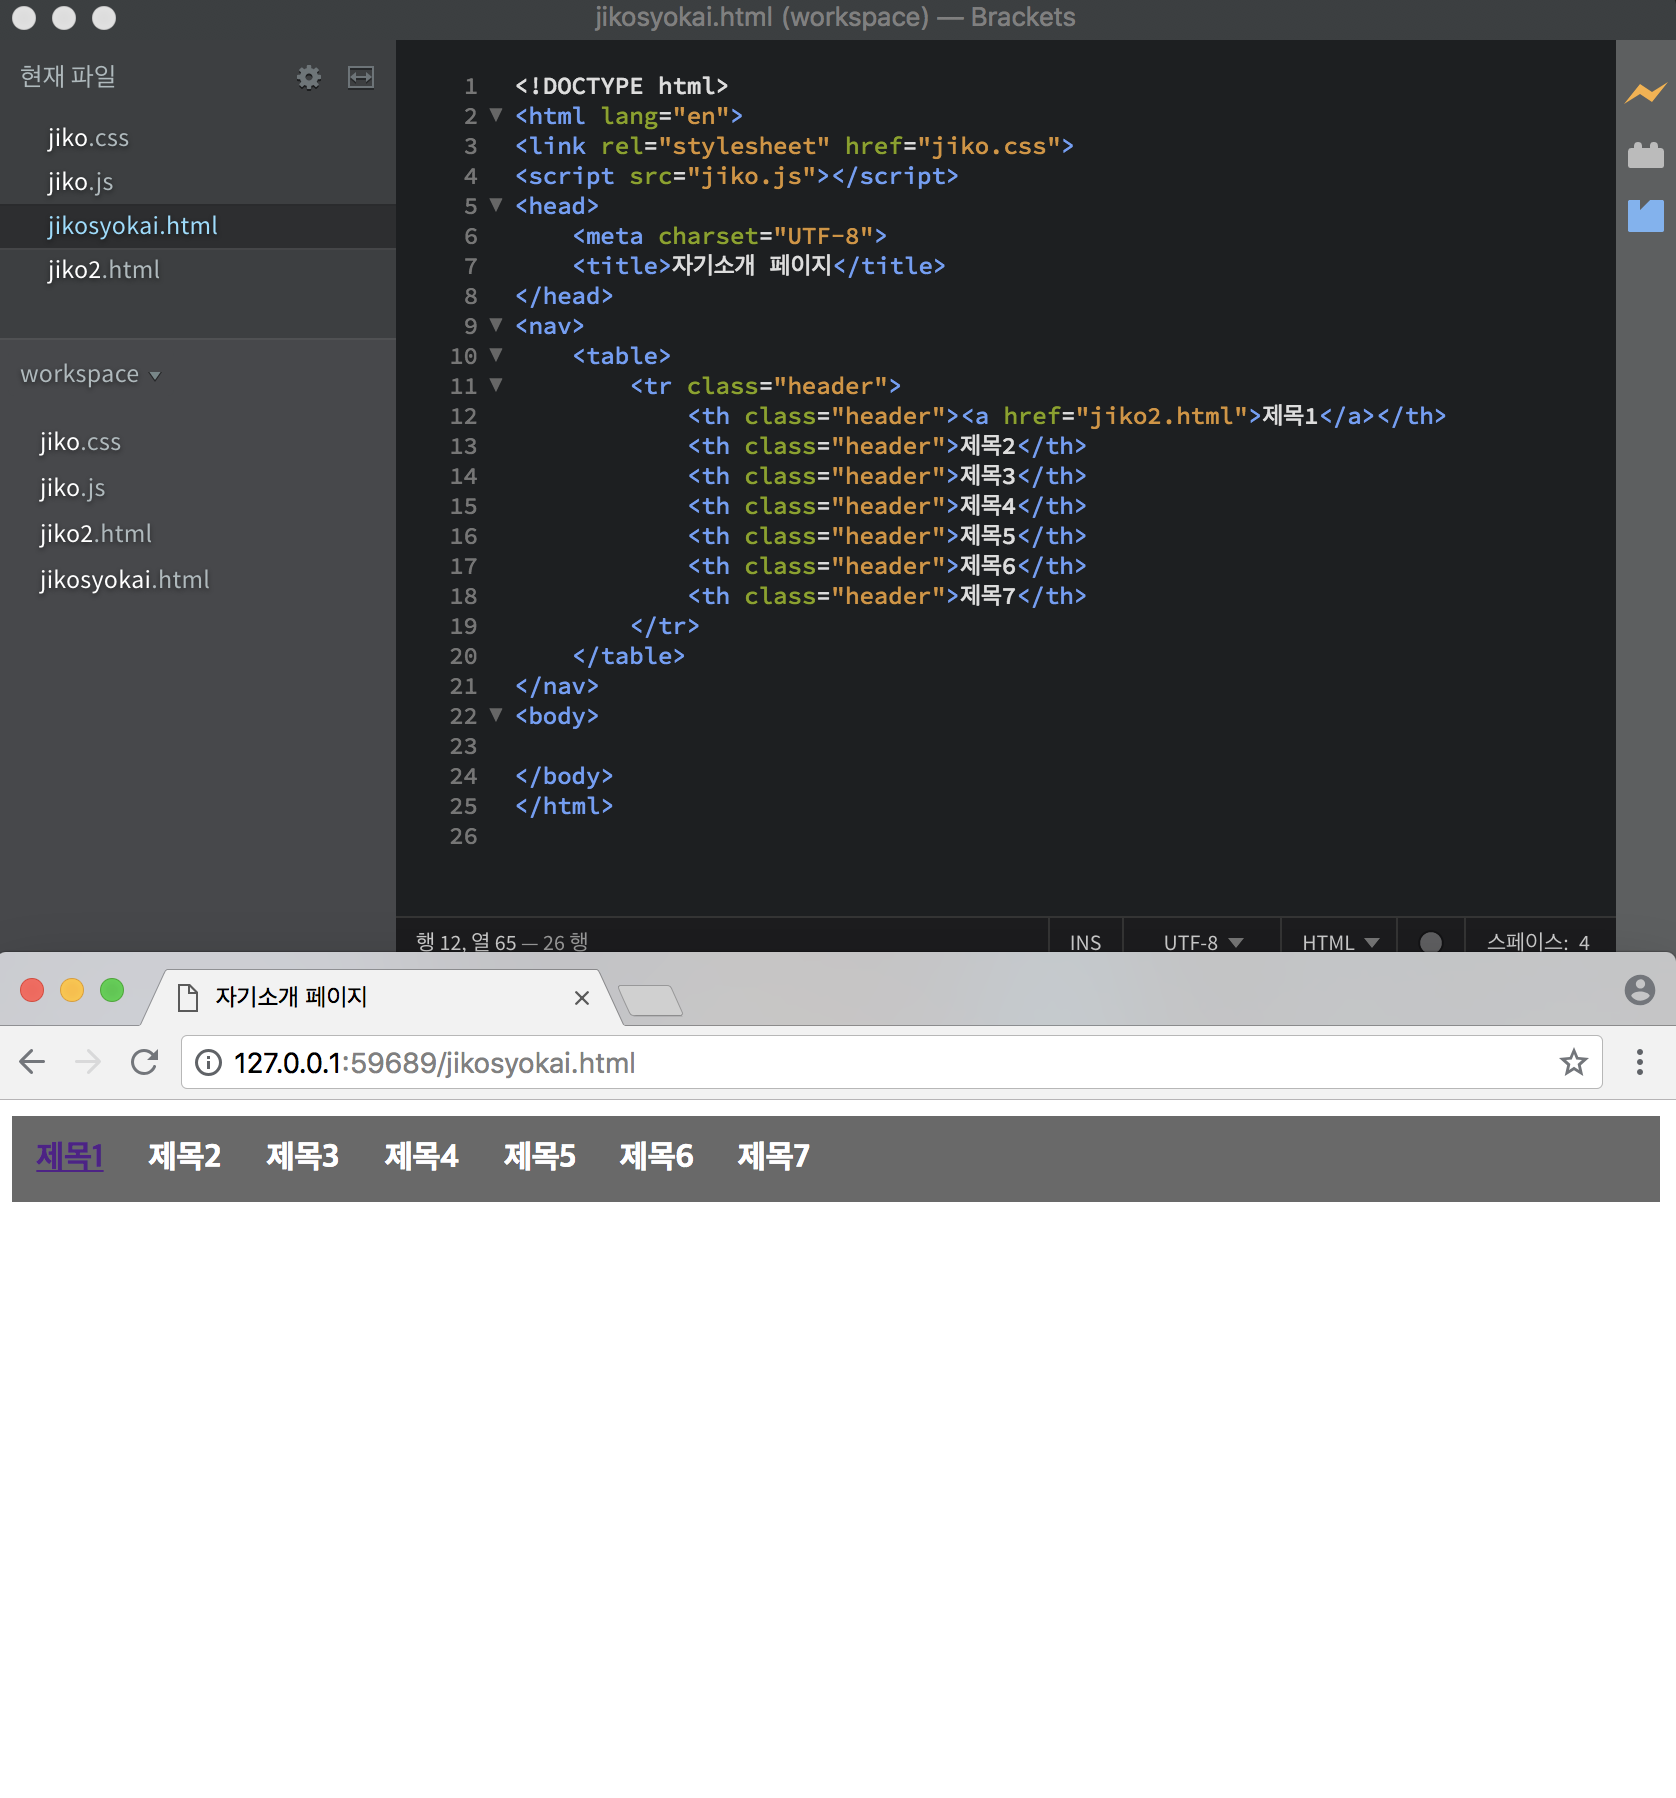 jikosyokai.html (workspace) — Brackets
현재 파일
jiko.css
jiko.js
jikosyokai.html
jiko2.html
workspace
jiko.css
jiko.js
jiko2.html
jikosyokai.html
1 <!DOCTYPE html>
2 <html lang="en">
3 <link rel="stylesheet" href="jiko.css">
4 <script src="jiko.js"></script>
5 <head>
6 <meta charset="UTF-8">
7 <title>자기소개 페이지</title>
8 </head>
9 <nav>
10 <table>
11 <tr class="header">
12 <th class="header"><a href="jiko2.html">제목1</a></th>
13 <th class="header">제목2</th>
14 <th class="header">제목3</th>
15 <th class="header">제목4</th>
16 <th class="header">제목5</th>
17 <th class="header">제목6</th>
18 <th class="header">제목7</th>
19 </tr>
20 </table>
21 </nav>
22 <body>
23
24 </body>
25 </html>
26
행 12, 열 65 — 26 행 INS UTF-8 HTML 스페이스: 4
자기소개 페이지
127.0.0.1:59689/jikosyokai.html
제목1 제목2 제목3 제목4 제목5 제목6 제목7